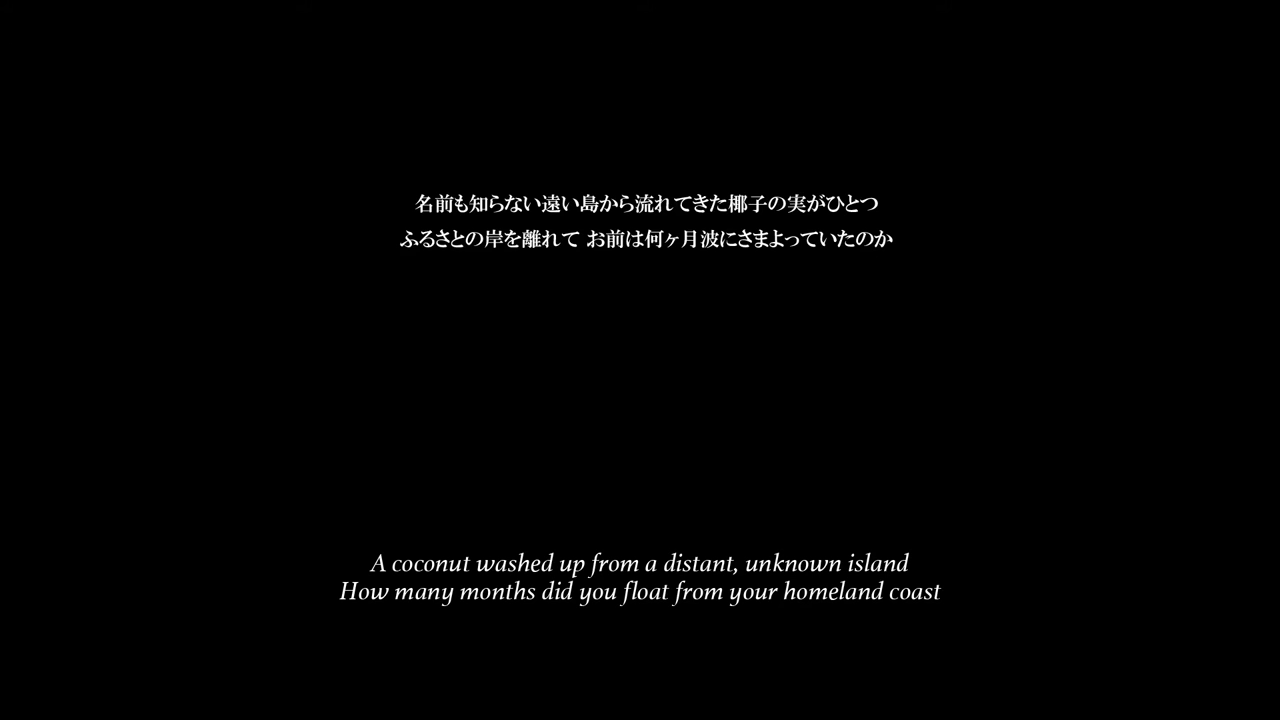 名前も知らない遠い島から流れてきた椰子の実がひとつ
ふるさとの岸を離れて お前は何ヶ月波にさまよっていたのか
A coconut washed up from a distant, unknown island
How many months did you float from your homeland coast